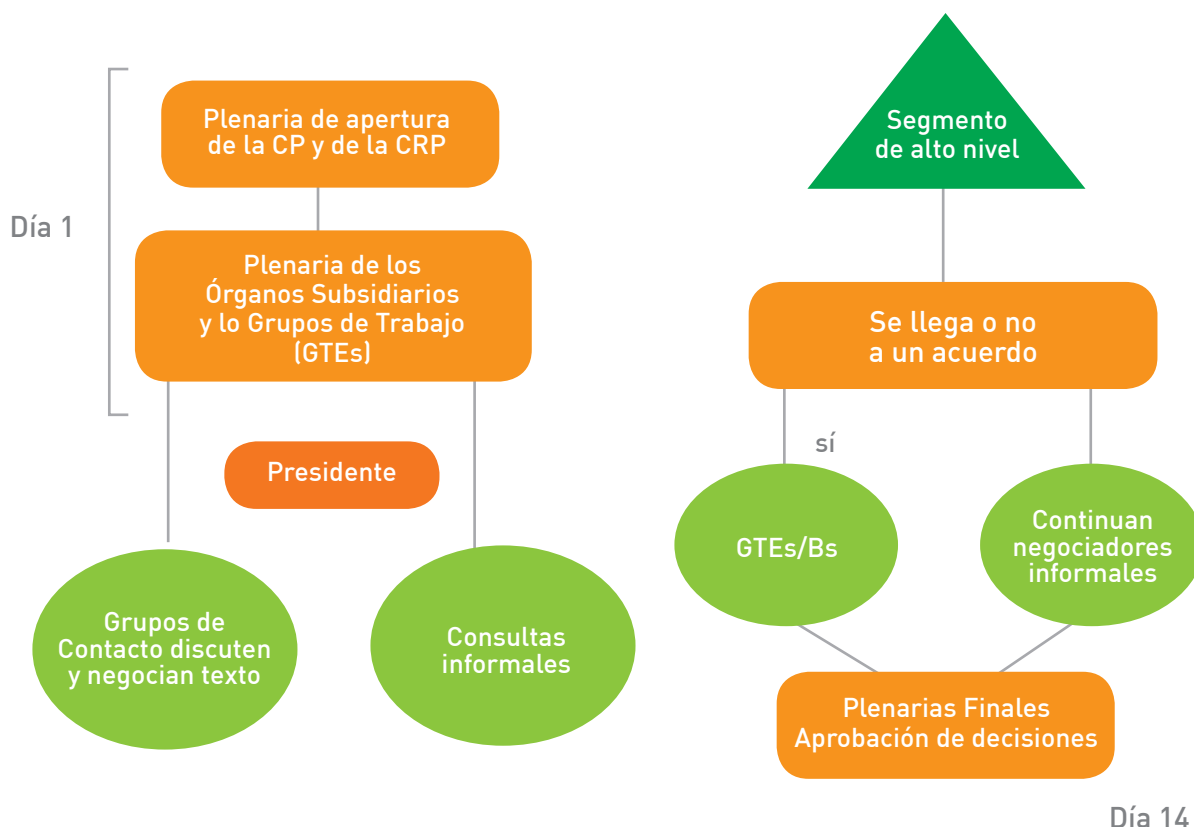 Día 1
Plenaria de apertura
de la CP y de la CRP
Plenaria de los
Órganos Subsidiarios
y lo Grupos de Trabajo
(GTEs)
Presidente
Grupos de
Contacto discuten
y negocian texto
Consultas
informales
Segmento
de alto nivel
Se llega o no
a un acuerdo
sí
GTEs/Bs
Continuan
negociadores
informales
Plenarias Finales
Aprobación de decisiones
Día 14